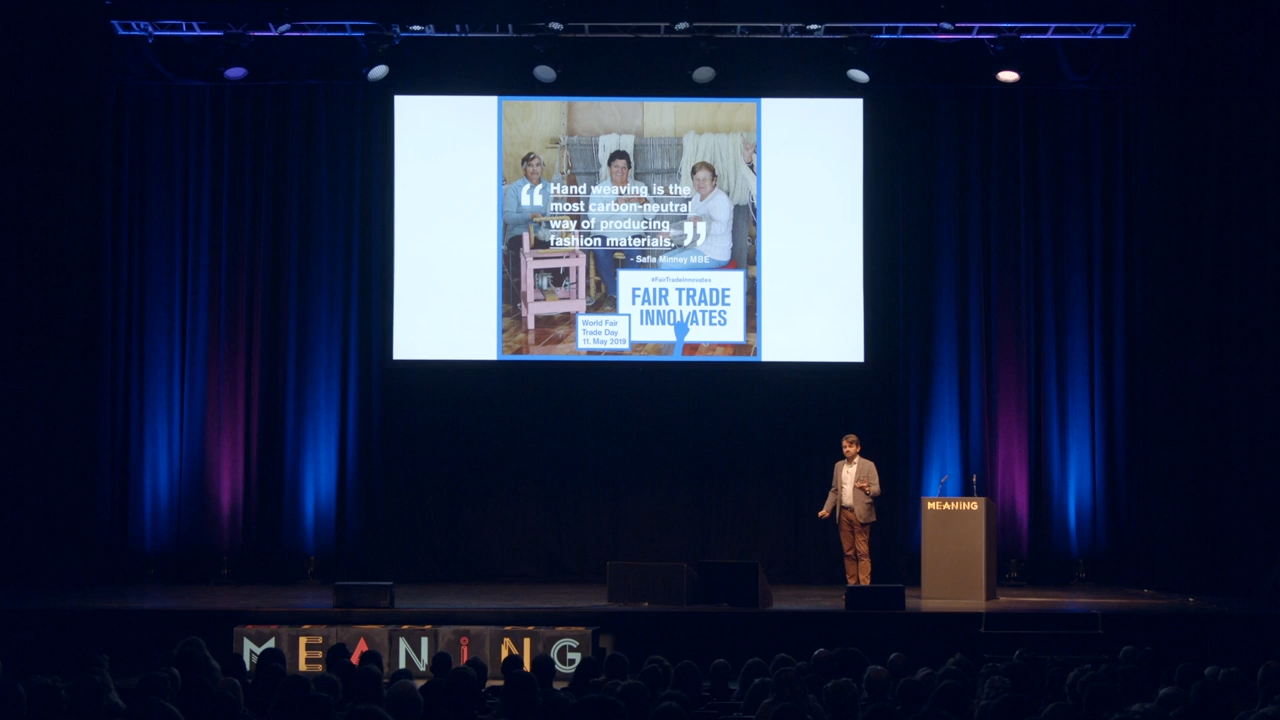 Hand weaving is the
most carbon-neutral
way of producing
fashion materials.
- Safia Minney MBE
#FairTradeInnovates
FAIR TRADE
INNOVATES
World Fair
Trade Day
11. May 2019
MEANING
MEANING